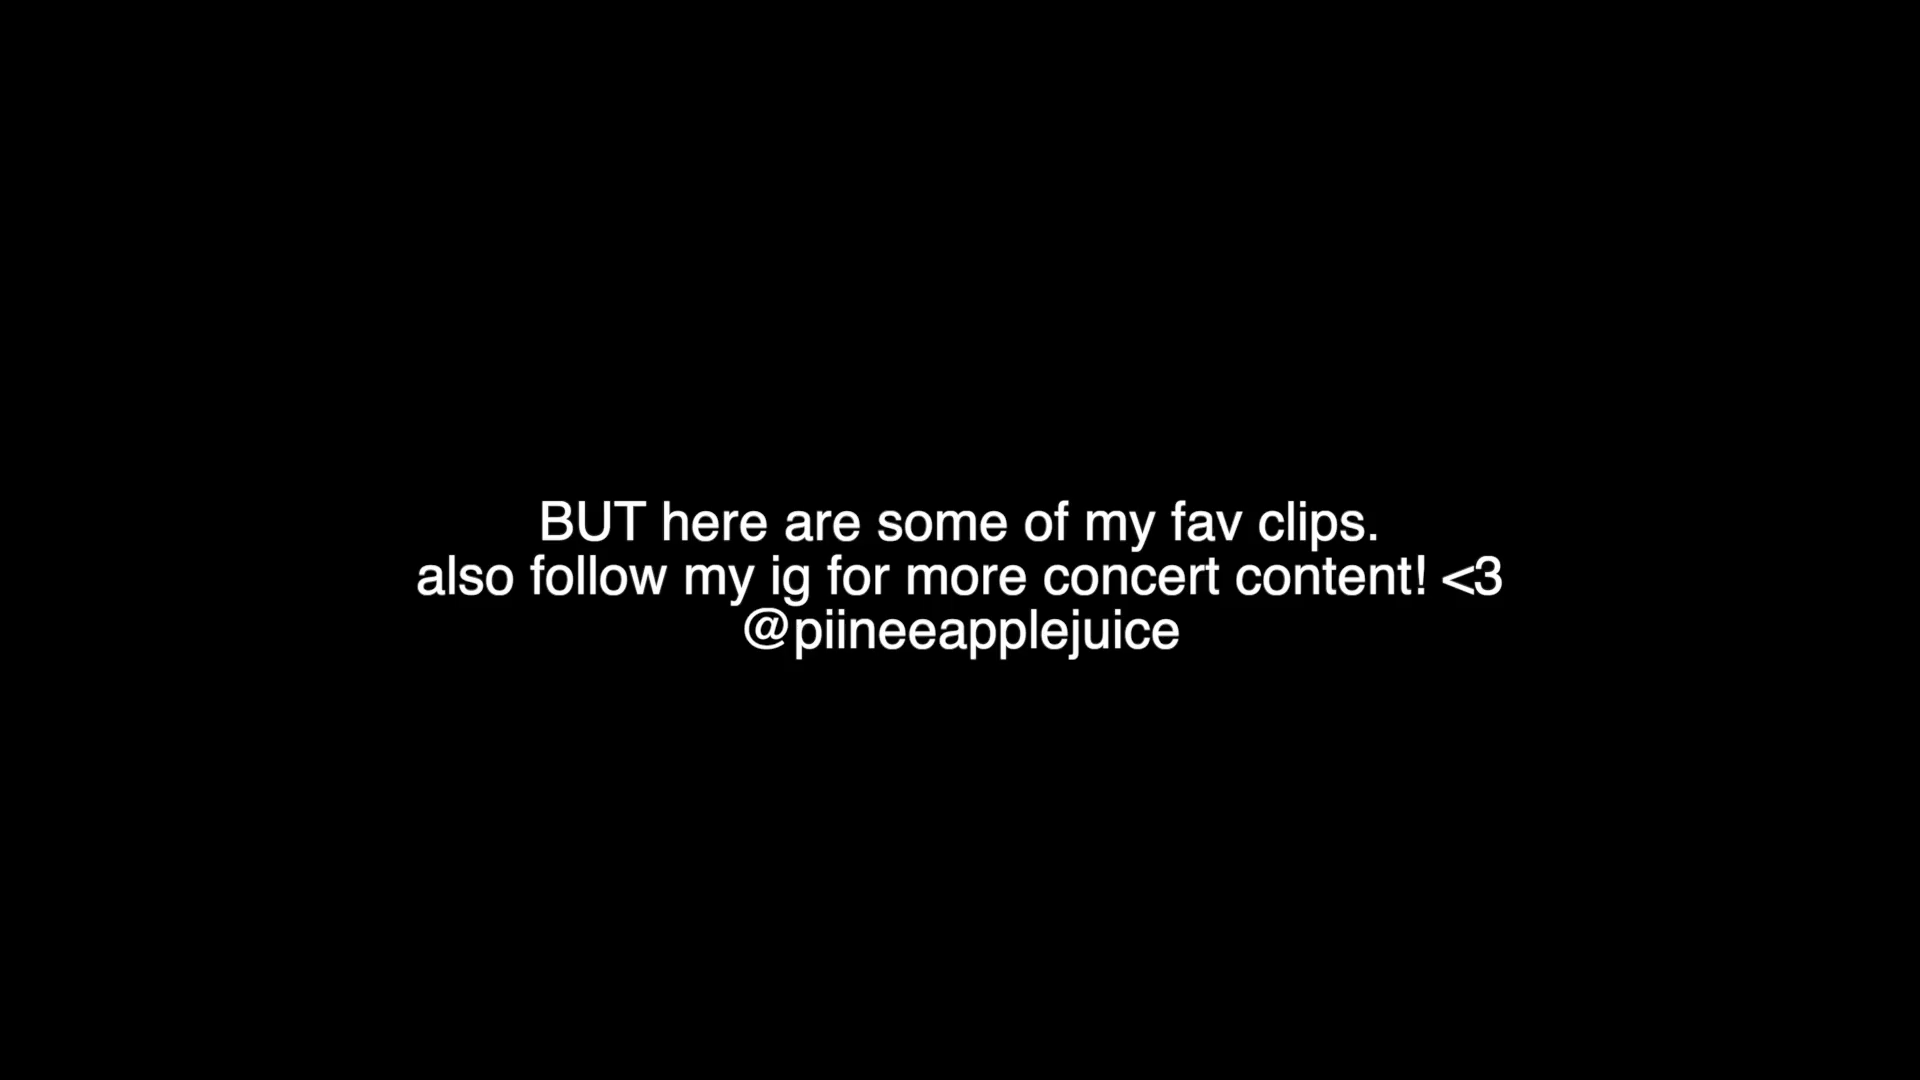 BUT here are some of my fav clips.
also follow my ig for more concert content! <3
@piineeapplejuice